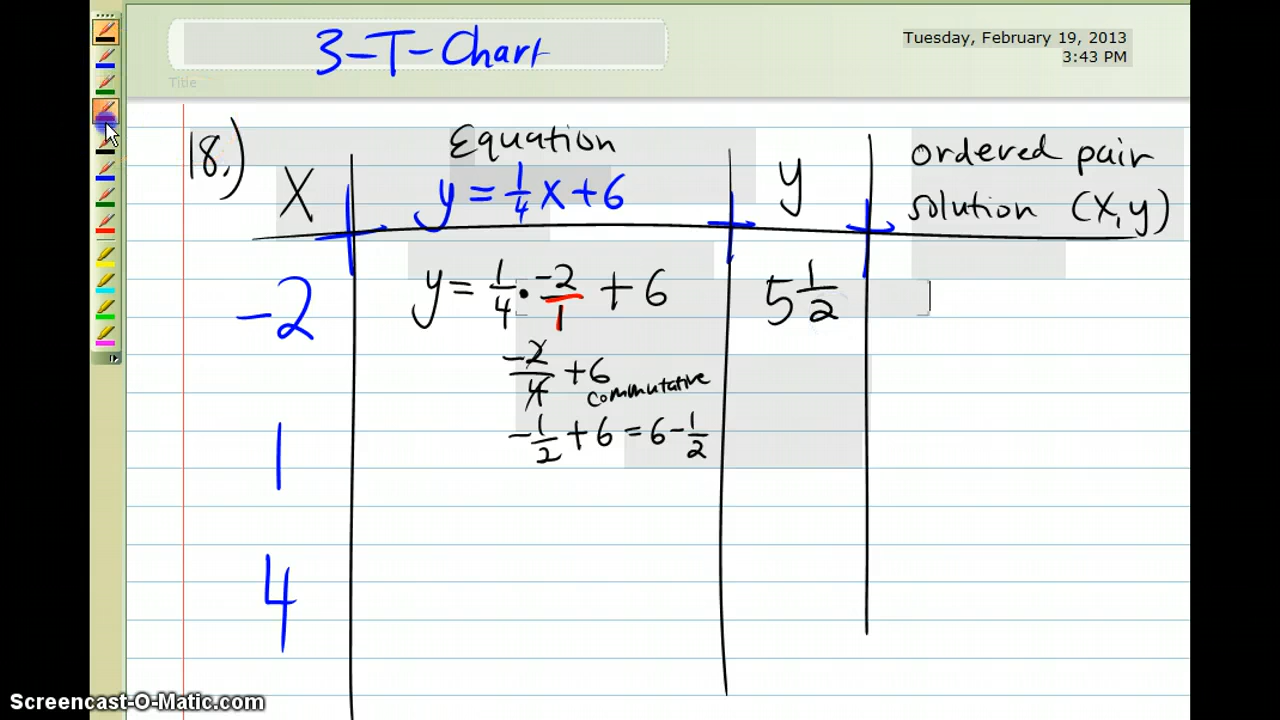 3-T-Chart
Tuesday, February 19, 2013
3:43 PM
Title
18.)
X
Equation
y = 1/4 x + 6
y
ordered pair
solution (x,y)
-2
y = 1/4 • -2/1 + 6
5 1/2
-2/4 + 6
commutative
-1/2 + 6 = 6 - 1/2
1
4
Screencast-O-Matic.com